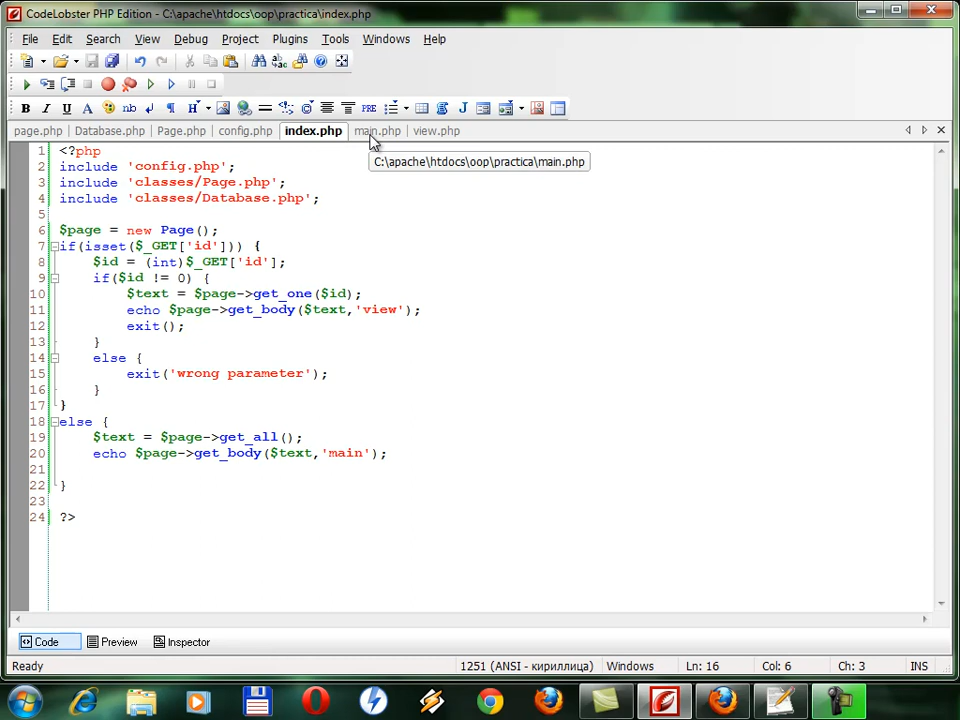 CodeLobster PHP Edition - C:\apache\htdocs\oop\practica\index.php
File Edit Search View Debug Project Plugins Tools Windows Help
B I U A nb ¶ H © PRE J
page.php Database.php Page.php config.php index.php main.php view.php
C:\apache\htdocs\oop\practica\main.php
1 <?php
2 include 'config.php';
3 include 'classes/Page.php';
4 include 'classes/Database.php';
5
6 $page = new Page();
7 if(isset($_GET['id'])) {
8 $id = (int)$_GET['id'];
9 if($id != 0) {
10 $text = $page->get_one($id);
11 echo $page->get_body($text,'view');
12 exit();
13 }
14 else {
15 exit('wrong parameter');
16 }
17 }
18 else {
19 $text = $page->get_all();
20 echo $page->get_body($text,'main');
21
22 }
23
24 ?>
Code Preview Inspector
Ready 1251 (ANSI - кириллица) Windows Ln: 16 Col: 6 Ch: 3 INS